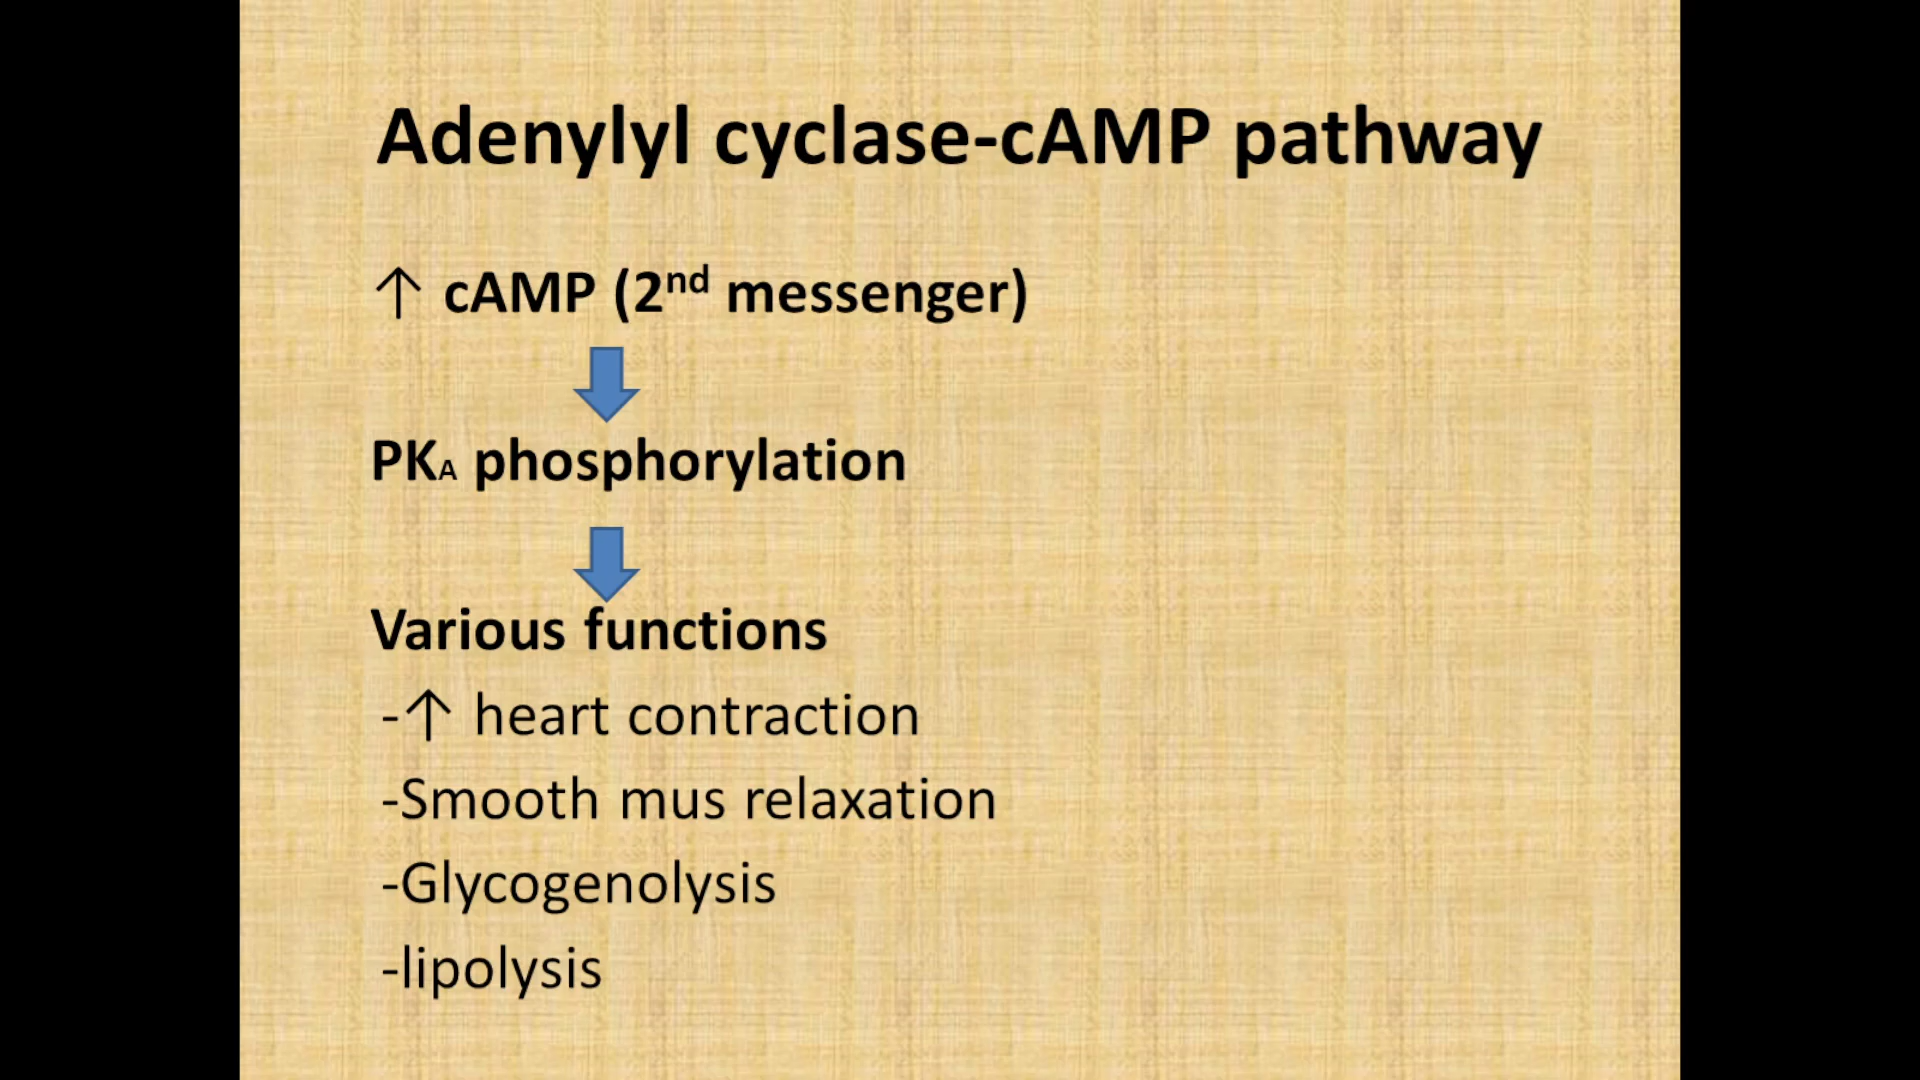 Adenylyl cyclase-cAMP pathway
↑ cAMP (2nd messenger)
PKA phosphorylation
Various functions
-↑ heart contraction
-Smooth mus relaxation
-Glycogenolysis
-lipolysis